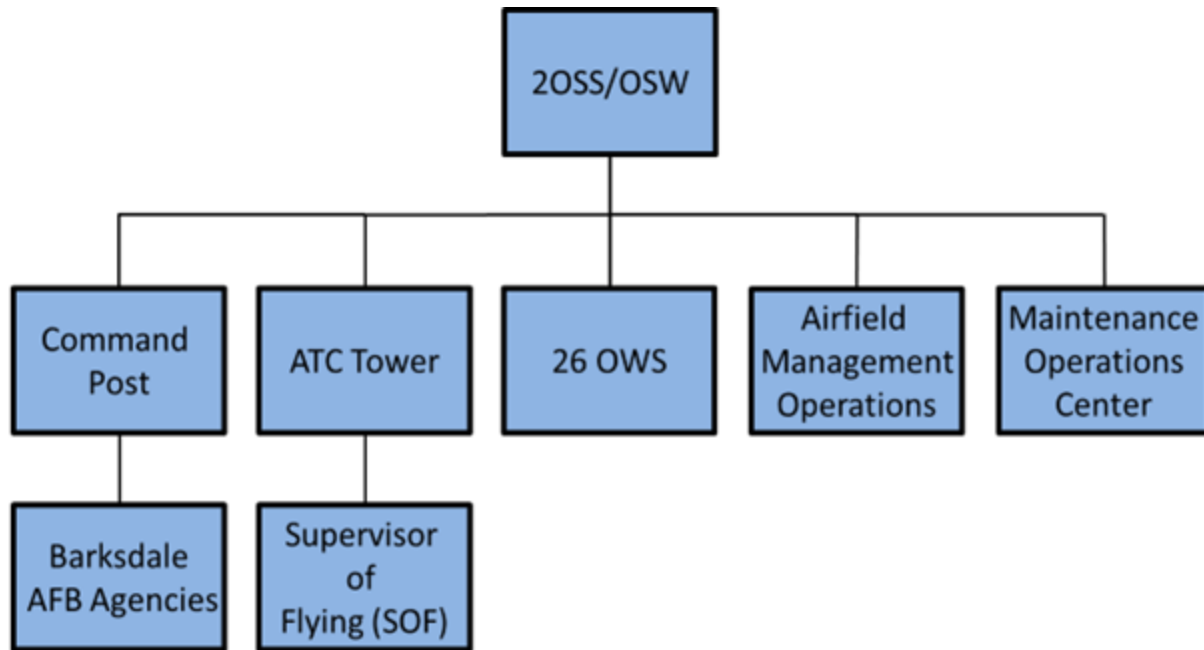 2OSS/OSW
Command
Post
ATC Tower
26 OWS
Airfield
Management
Operations
Maintenance
Operations
Center
Barksdale
AFB Agencies
Supervisor
of
Flying (SOF)